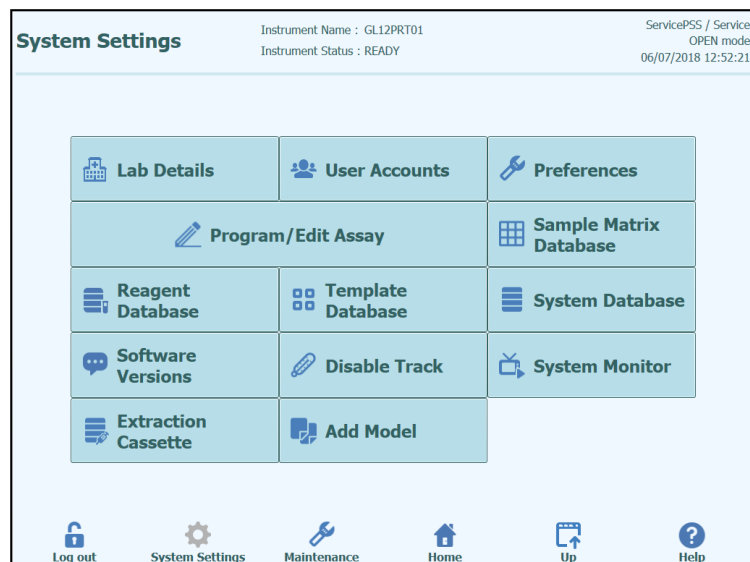 System Settings
Instrument Name : GL12PRT01
Instrument Status : READY
ServicePSS / Service
OPEN mode
06/07/2018 12:52:21
Lab Details
User Accounts
Preferences
Program/Edit Assay
Sample Matrix
Database
Reagent
Database
Template
Database
System Database
Software
Versions
Disable Track
System Monitor
Extraction
Cassette
Add Model
Log out
System Settings
Maintenance
Home
Up
Help